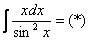 ∫ xdx / sin² x = (*)